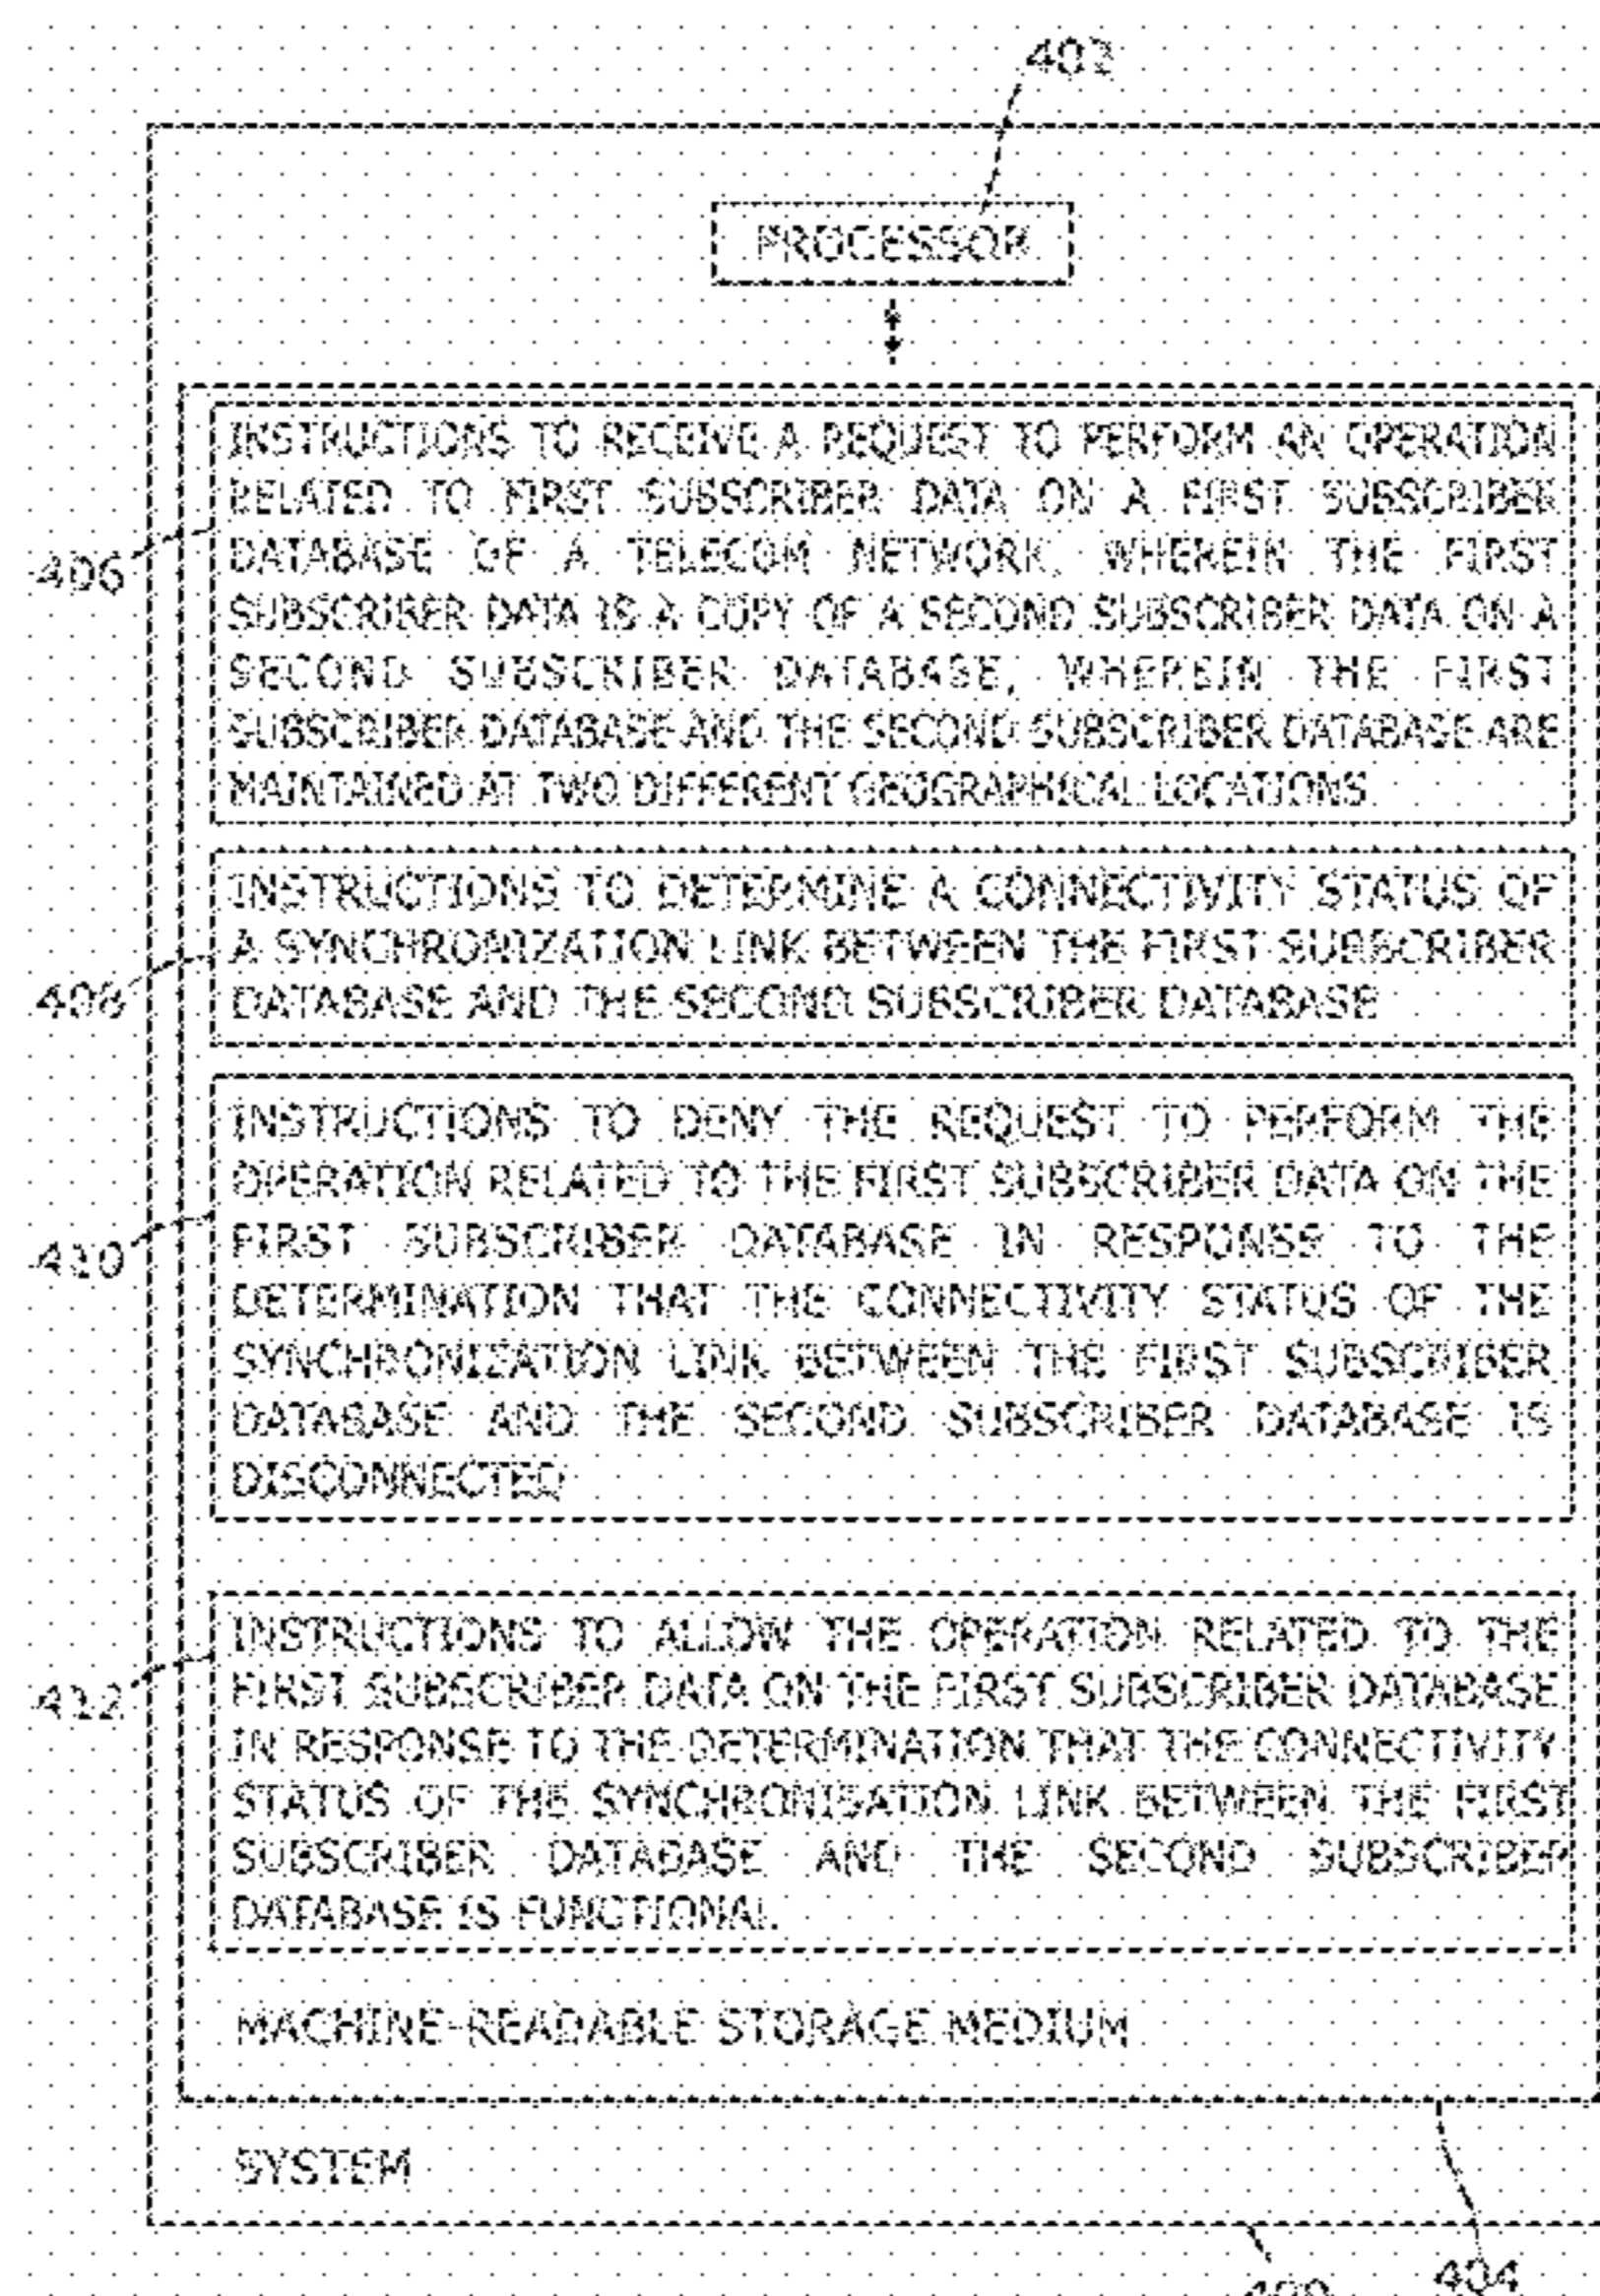 402
PROCESSOR
INSTRUCTIONS TO RECEIVE A REQUEST TO PERFORM AN OPERATION
RELATED TO FIRST SUBSCRIBER DATA ON A FIRST SUBSCRIBER
DATABASE OF A TELECOM NETWORK, WHEREIN THE FIRST
SUBSCRIBER DATA IS A COPY OF A SECOND SUBSCRIBER DATA ON A
SECOND SUBSCRIBER DATABASE, WHEREIN THE FIRST
SUBSCRIBER DATABASE AND THE SECOND SUBSCRIBER DATABASE ARE
MAINTAINED AT TWO DIFFERENT GEOGRAPHICAL LOCATIONS
406
INSTRUCTIONS TO DETERMINE A CONNECTIVITY STATUS OF
A SYNCHRONIZATION LINK BETWEEN THE FIRST SUBSCRIBER
DATABASE AND THE SECOND SUBSCRIBER DATABASE
408
INSTRUCTIONS TO DENY THE REQUEST TO PERFORM THE
OPERATION RELATED TO THE FIRST SUBSCRIBER DATA ON THE
FIRST SUBSCRIBER DATABASE IN RESPONSE TO THE
DETERMINATION THAT THE CONNECTIVITY STATUS OF THE
SYNCHRONIZATION LINK BETWEEN THE FIRST SUBSCRIBER
DATABASE AND THE SECOND SUBSCRIBER DATABASE IS
DISCONNECTED
410
INSTRUCTIONS TO ALLOW THE OPERATION RELATED TO THE
FIRST SUBSCRIBER DATA ON THE FIRST SUBSCRIBER DATABASE
IN RESPONSE TO THE DETERMINATION THAT THE CONNECTIVITY
STATUS OF THE SYNCHRONISATION LINK BETWEEN THE FIRST
SUBSCRIBER DATABASE AND THE SECOND SUBSCRIBER
DATABASE IS FUNCTIONAL
412
MACHINE-READABLE STORAGE MEDIUM
SYSTEM
404